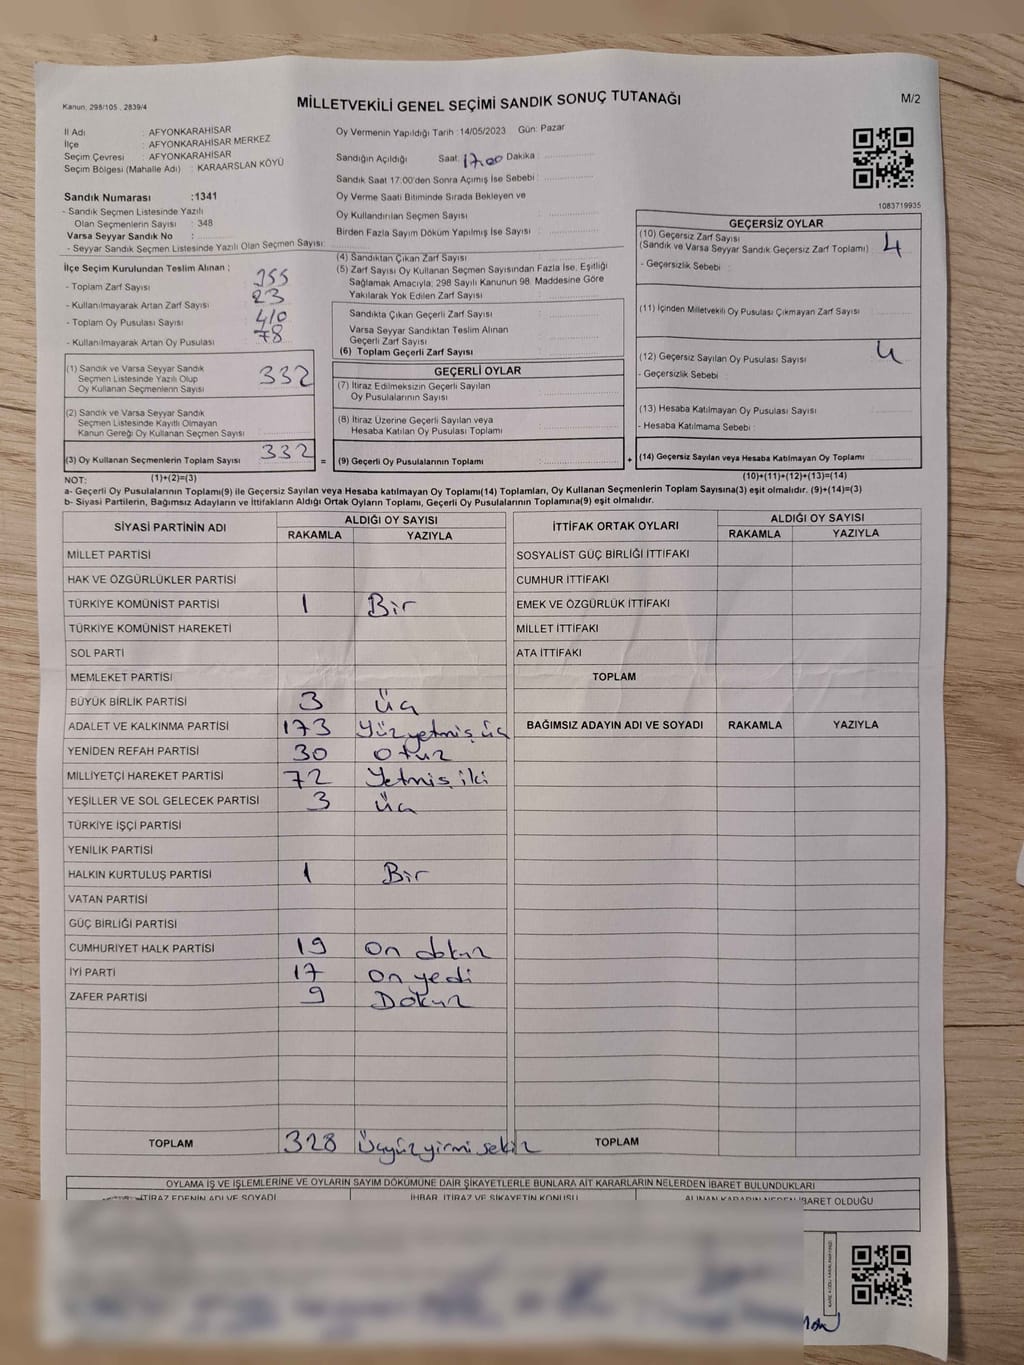 Kanun, 298/105 , 2839/4
MİLLETVEKİLİ GENEL SEÇİMİ SANDIK SONUÇ TUTANAĞI
M/2
İl Adı : AFYONKARAHİSAR
İlçe : AFYONKARAHİSAR MERKEZ
Seçim Çevresi : AFYONKARAHİSAR
Seçim Bölgesi (Mahalle Adı) : KARAARSLAN KÖYÜ
Sandık Numarası :1341
- Sandık Seçmen Listesinde Yazılı
Olan Seçmenlerin Sayısı : 348
Varsa Seyyar Sandık No :
- Seyyar Sandık Seçmen Listesinde Yazılı Olan Seçmen Sayısı:
İlçe Seçim Kurulundan Teslim Alınan ;
- Toplam Zarf Sayısı 355
- Kullanılmayarak Artan Zarf Sayısı 23
- Toplam Oy Pusulası Sayısı 410
- Kullanılmayarak Artan Oy Pusulası 78
(1) Sandık ve Varsa Seyyar Sandık
Seçmen Listesinde Yazılı Olup
Oy Kullanan Seçmenlerin Sayısı 332
(2) Sandık ve Varsa Seyyar Sandık
Seçmen Listesinde Kayıtlı Olmayan
Kanun Gereği Oy Kullanan Seçmen Sayısı
(3) Oy Kullanan Seçmenlerin Toplam Sayısı 332 =
Oy Vermenin Yapıldığı Tarih :14/05/2023 Gün: Pazar
Sandığın Açıldığı Saat: 17.00 Dakika :
Sandık Saat 17:00'den Sonra Açılmış İse Sebebi :
Oy Verme Saati Bitiminde Sırada Bekleyen ve
Oy Kullandırılan Seçmen Sayısı
Birden Fazla Sayım Döküm Yapılmış İse Sayısı :
(4) Sandıktan Çıkan Zarf Sayısı
(5) Zarf Sayısı Oy Kullanan Seçmen Sayısından Fazla İse, Eşitliği
Sağlamak Amacıyla; 298 Sayılı Kanunun 98. Maddesine Göre
Yakılarak Yok Edilen Zarf Sayısı
Sandıkta Çıkan Geçerli Zarf Sayısı
Varsa Seyyar Sandıktan Teslim Alınan
Geçerli Zarf Sayısı
(6) Toplam Geçerli Zarf Sayısı
GEÇERLİ OYLAR
(7) İtiraz Edilmeksizin Geçerli Sayılan
Oy Pusulalarının Sayısı
(8) İtiraz Üzerine Geçerli Sayılan veya
Hesaba Katılan Oy Pusulası Toplamı
(9) Geçerli Oy Pusulalarının Toplamı +
1083719935
GEÇERSİZ OYLAR
(10) Geçersiz Zarf Sayısı
(Sandık ve Varsa Seyyar Sandık Geçersiz Zarf Toplamı) 4
- Geçersizlik Sebebi :
(11) İçinden Milletvekili Oy Pusulası Çıkmayan Zarf Sayısı
(12) Geçersiz Sayılan Oy Pusulası Sayısı 4
- Geçersizlik Sebebi :
(13) Hesaba Katılmayan Oy Pusulası Sayısı
- Hesaba Katılmama Sebebi :
(14) Geçersiz Sayılan veya Hesaba Katılmayan Oy Toplamı
NOT: (1)+(2)=(3) (10)+(11)+(12)+(13)=(14)
a- Geçerli Oy Pusulalarının Toplamı(9) ile Geçersiz Sayılan veya Hesaba katılmayan Oy Toplamı(14) Toplamları, Oy Kullanan Seçmenlerin Toplam Sayısına(3) eşit olmalıdır. (9)+(14)=(3)
b- Siyasi Partilerin, Bağımsız Adayların ve İttifakların Aldığı Ortak Oyların Toplamı, Geçerli Oy Pusulalarının Toplamına(9) eşit olmalıdır.
SİYASİ PARTİNİN ADI ALDIĞI OY SAYISI
RAKAMLA YAZIYLA
MİLLET PARTİSİ
HAK VE ÖZGÜRLÜKLER PARTİSİ
TÜRKİYE KOMÜNİST PARTİSİ 1 Bir
TÜRKİYE KOMÜNİST HAREKETİ
SOL PARTİ
MEMLEKET PARTİSİ
BÜYÜK BİRLİK PARTİSİ 3 Üç
ADALET VE KALKINMA PARTİSİ 173 Yüz yetmiş üç
YENİDEN REFAH PARTİSİ 30 Otuz
MİLLİYETÇİ HAREKET PARTİSİ 72 Yetmiş iki
YEŞİLLER VE SOL GELECEK PARTİSİ 3 Üç
TÜRKİYE İŞÇİ PARTİSİ
YENİLİK PARTİSİ
HALKIN KURTULUŞ PARTİSİ 1 Bir
VATAN PARTİSİ
GÜÇ BİRLİĞİ PARTİSİ
CUMHURİYET HALK PARTİSİ 19 On dokuz
İYİ PARTİ 17 On yedi
ZAFER PARTİSİ 9 Dokuz
TOPLAM 328 Üçyüz yirmi sekiz
İTTİFAK ORTAK OYLARI ALDIĞI OY SAYISI
RAKAMLA YAZIYLA
SOSYALİST GÜÇ BİRLİĞİ İTTİFAKI
CUMHUR İTTİFAKI
EMEK VE ÖZGÜRLÜK İTTİFAKI
MİLLET İTTİFAKI
ATA İTTİFAKI
TOPLAM
BAĞIMSIZ ADAYIN ADI VE SOYADI RAKAMLA YAZIYLA
TOPLAM
OYLAMA İŞ VE İŞLEMLERİNE VE OYLARIN SAYIM DÖKÜMÜNE DAİR ŞİKAYETLERLE BUNLARA AİT KARARLARIN NELERDEN İBARET BULUNDUKLARI
İTİRAZ EDENİN ADI VE SOYADI İHBAR, İTİRAZ VE ŞİKAYETİN KONUSU ALINAN KARARIN NEDEN İBARET OLDUĞU